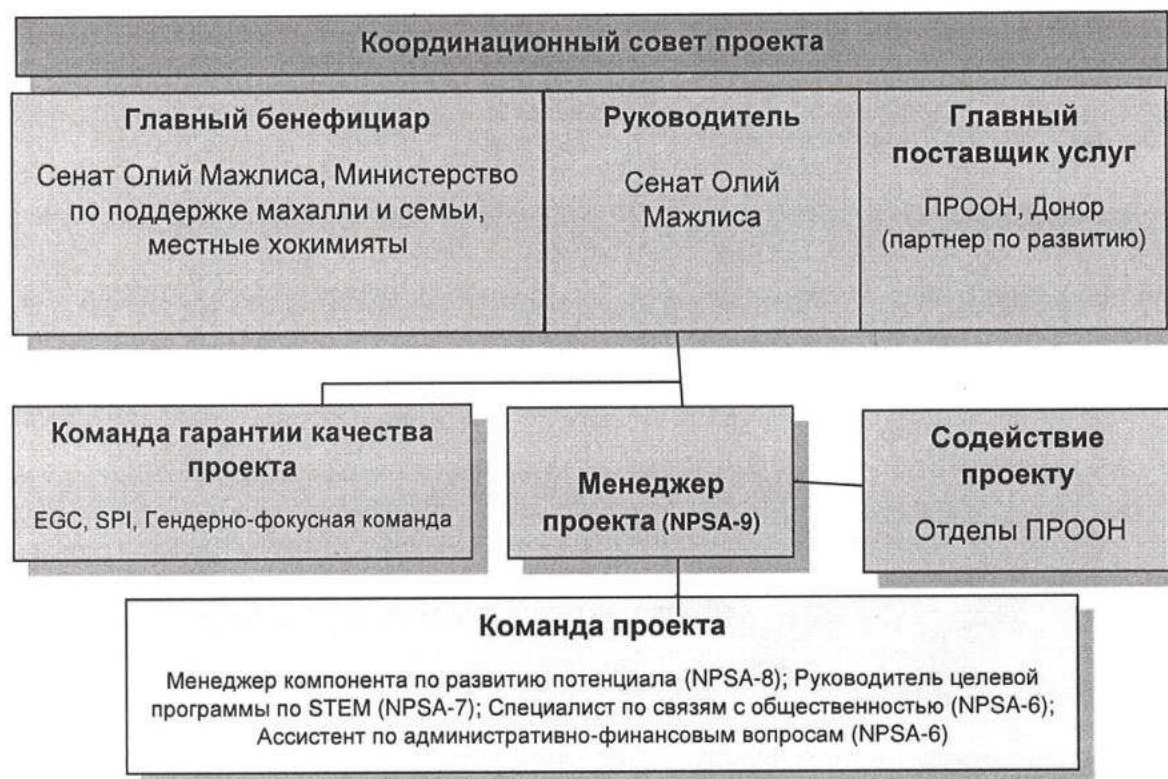 Координационный совет проекта
Главный бенефициар
Сенат Олий Мажлиса, Министерство
по поддержке махалли и семьи,
местные хокимияты
Руководитель
Сенат Олий
Мажлиса
Главный
поставщик услуг
ПРООН, Донор
(партнер по развитию)
Команда гарантии качества
проекта
EGC, SPI, Гендерно-фокусная команда
Менеджер
проекта (NPSA-9)
Содействие
проекту
Отделы ПРООН
Команда проекта
Менеджер компонента по развитию потенциала (NPSA-8); Руководитель целевой
программы по STEM (NPSA-7); Специалист по связям с общественностью (NPSA-6);
Ассистент по административно-финансовым вопросам (NPSA-6)